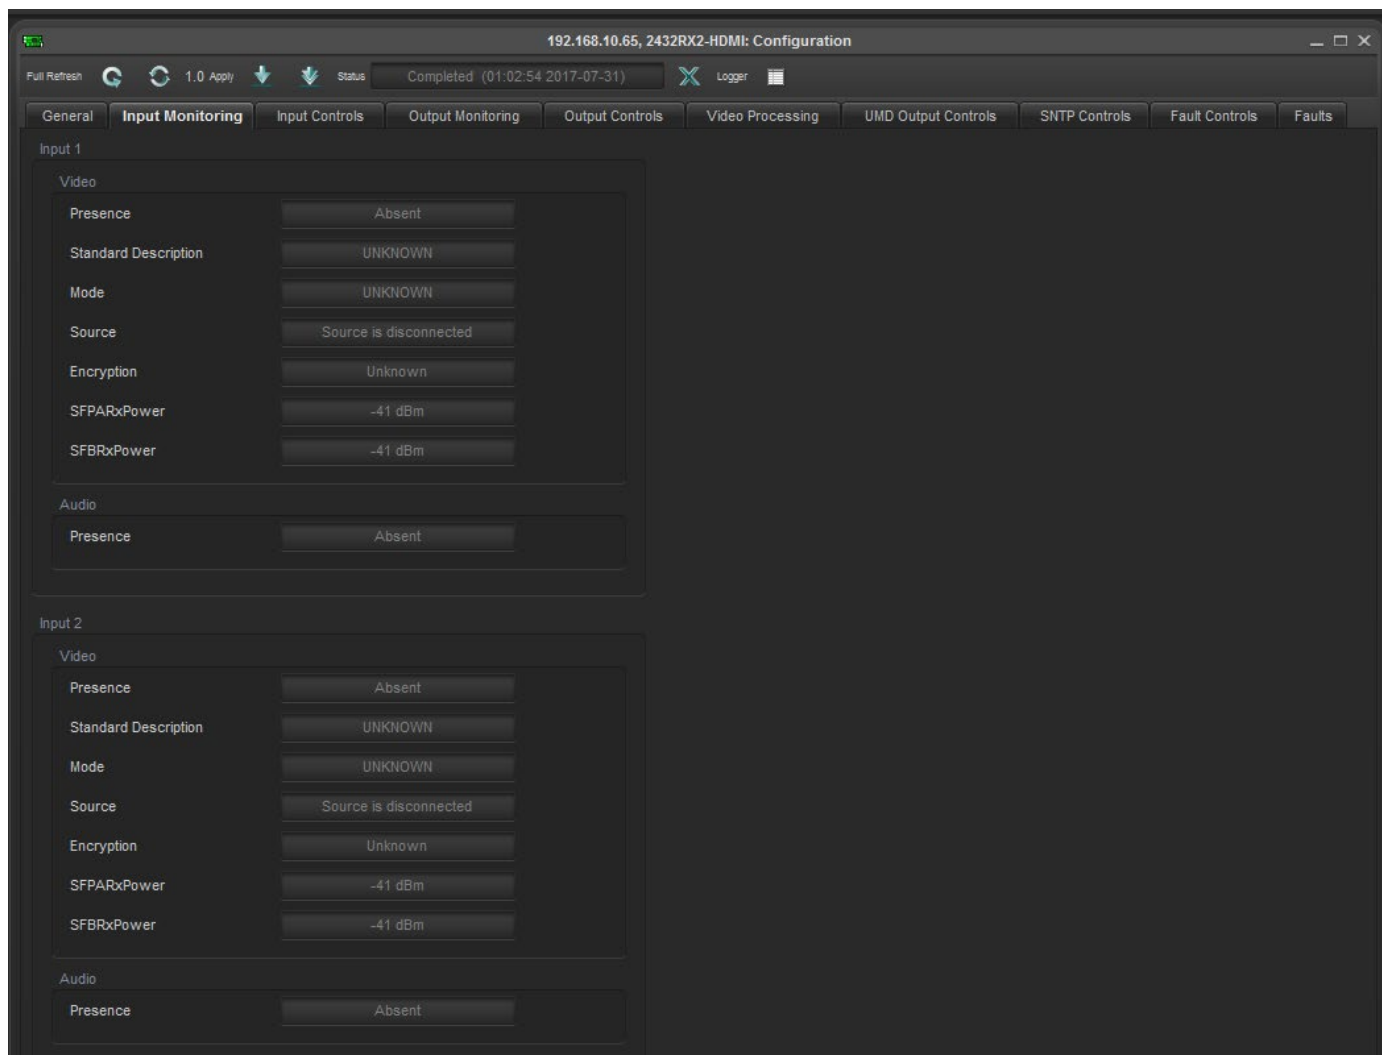 192.168.10.65, 2432RX2-HDMI: Configuration
Full Refresh 1.0 Apply Status Completed (01:02:54 2017-07-31) Logger
General Input Monitoring Input Controls Output Monitoring Output Controls Video Processing UMD Output Controls SNTP Controls Fault Controls Faults
Input 1
Video
Presence Absent
Standard Description UNKNOWN
Mode UNKNOWN
Source Source is disconnected
Encryption Unknown
SFPARxPower -41 dBm
SFBRxPower -41 dBm
Audio
Presence Absent
Input 2
Video
Presence Absent
Standard Description UNKNOWN
Mode UNKNOWN
Source Source is disconnected
Encryption Unknown
SFPARxPower -41 dBm
SFBRxPower -41 dBm
Audio
Presence Absent